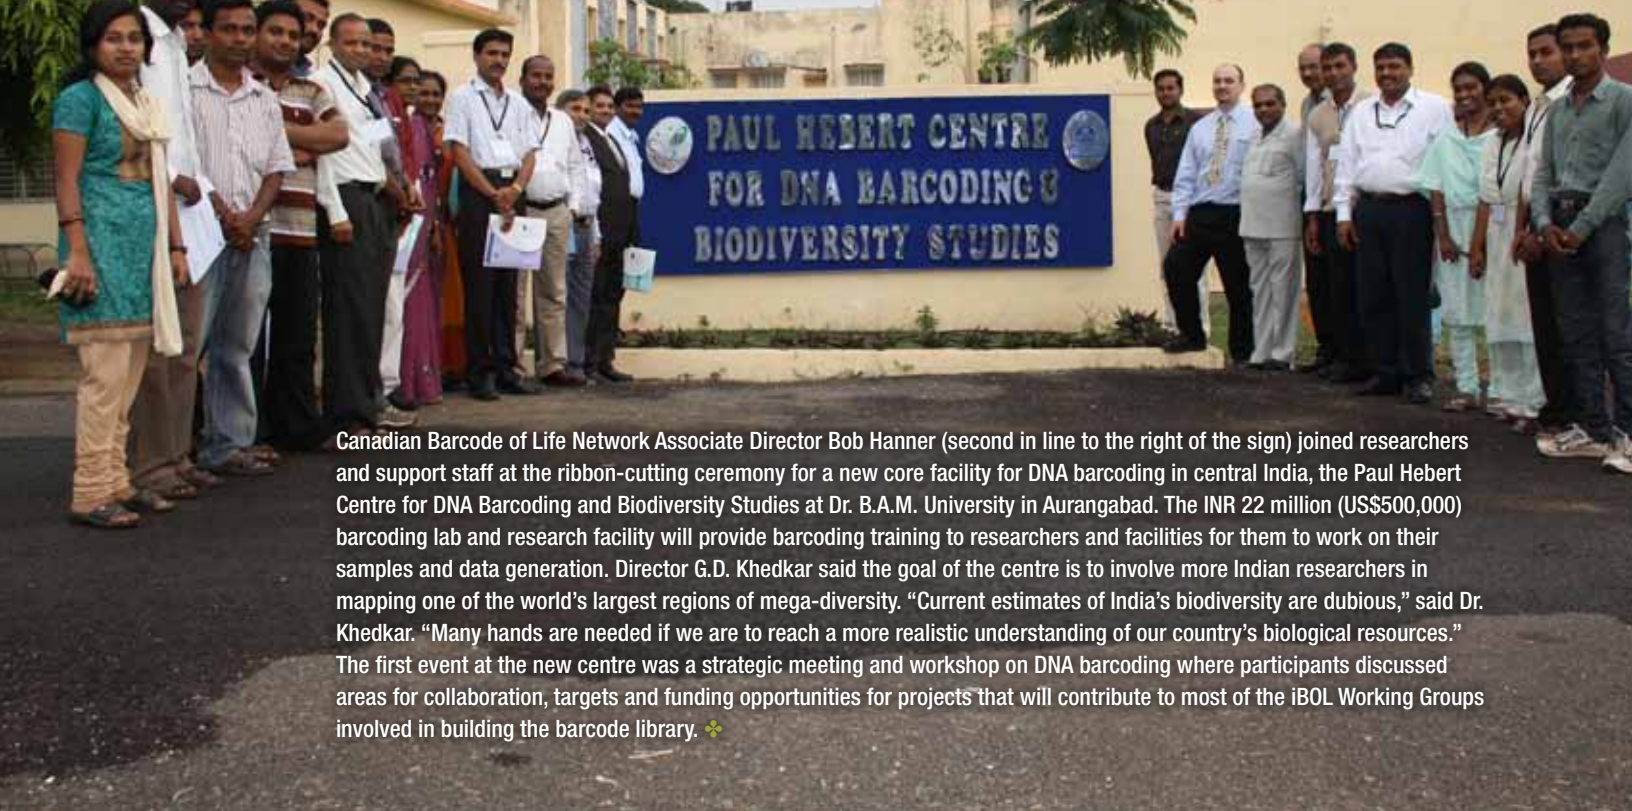 PAUL HEBERT CENTRE
FOR DNA BARCODING &
BIODIVERSITY STUDIES
Canadian Barcode of Life Network Associate Director Bob Hanner (second in line to the right of the sign) joined researchers
and support staff at the ribbon-cutting ceremony for a new core facility for DNA barcoding in central India, the Paul Hebert
Centre for DNA Barcoding and Biodiversity Studies at Dr. B.A.M. University in Aurangabad. The INR 22 million (US$500,000)
barcoding lab and research facility will provide barcoding training to researchers and facilities for them to work on their
samples and data generation. Director G.D. Khedkar said the goal of the centre is to involve more Indian researchers in
mapping one of the world’s largest regions of mega-diversity. “Current estimates of India’s biodiversity are dubious,” said Dr.
Khedkar. “Many hands are needed if we are to reach a more realistic understanding of our country’s biological resources.”
The first event at the new centre was a strategic meeting and workshop on DNA barcoding where participants discussed
areas for collaboration, targets and funding opportunities for projects that will contribute to most of the iBOL Working Groups
involved in building the barcode library.